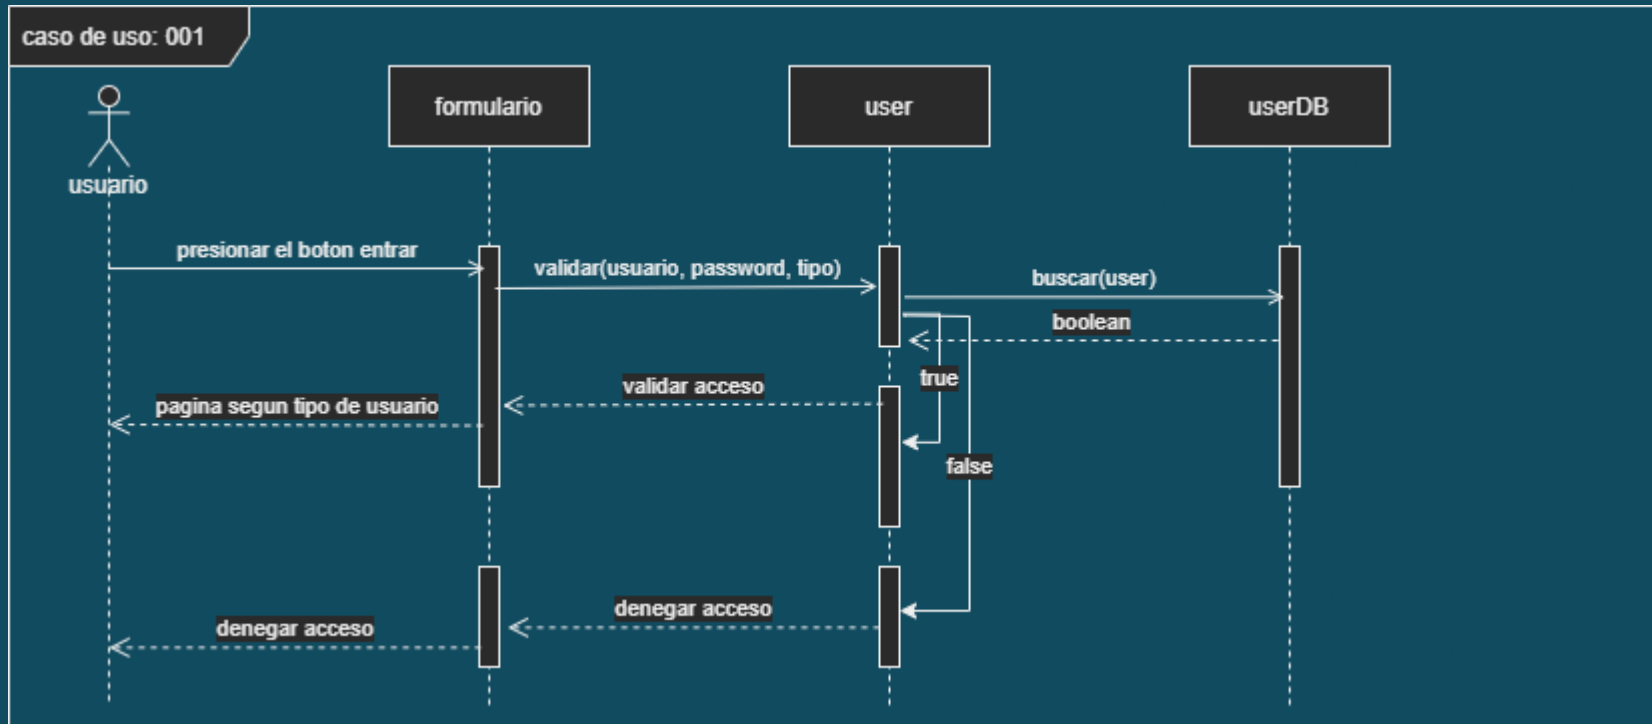 caso de uso: 001
formulario
user
userDB
usuario
presionar el boton entrar
validar(usuario, password, tipo)
buscar(user)
boolean
true
validar acceso
pagina segun tipo de usuario
false
denegar acceso
denegar acceso